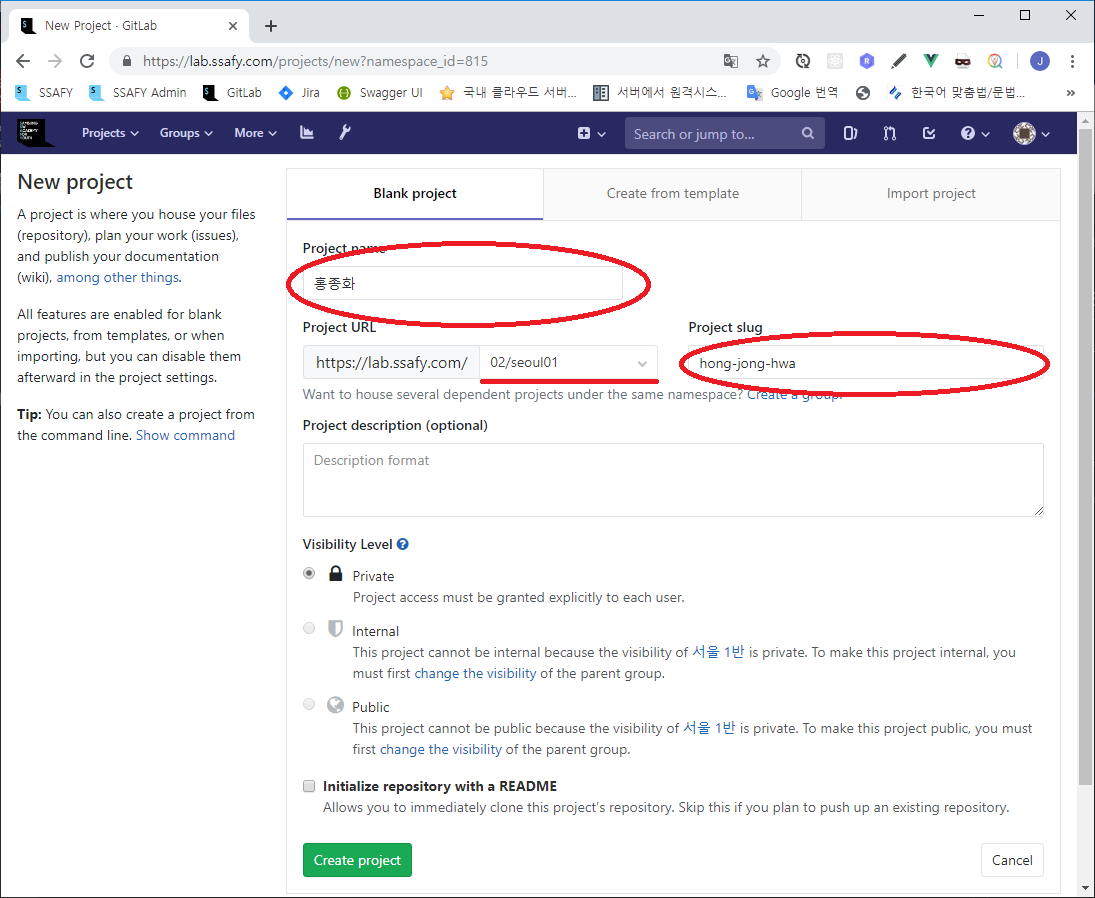 New Project · GitLab
https://lab.ssafy.com/projects/new?namespace_id=815
J
SSAFY
SSAFY Admin
GitLab
Jira
Swagger UI
국내 클라우드 서버...
서버에서 원격시스...
Google 번역
한국어 맞춤법/문법...
»
SAMSUNG SW ACADEMY FOR YOUTH
Projects
Groups
More
Search or jump to...
New project
A project is where you house your files
(repository), plan your work (issues),
and publish your documentation
(wiki), among other things.
All features are enabled for blank
projects, from templates, or when
importing, but you can disable them
afterward in the project settings.
Tip: You can also create a project from
the command line. Show command
Blank project
Create from template
Import project
Project name
홍종화
Project URL
Project slug
https://lab.ssafy.com/
02/seoul01
hong-jong-hwa
Want to house several dependent projects under the same namespace? Create a group.
Project description (optional)
Description format
Visibility Level
Private
Project access must be granted explicitly to each user.
Internal
This project cannot be internal because the visibility of 서울 1반 is private. To make this project internal, you
must first change the visibility of the parent group.
Public
This project cannot be public because the visibility of 서울 1반 is private. To make this project public, you must
first change the visibility of the parent group.
Initialize repository with a README
Allows you to immediately clone this project's repository. Skip this if you plan to push up an existing repository.
Create project
Cancel